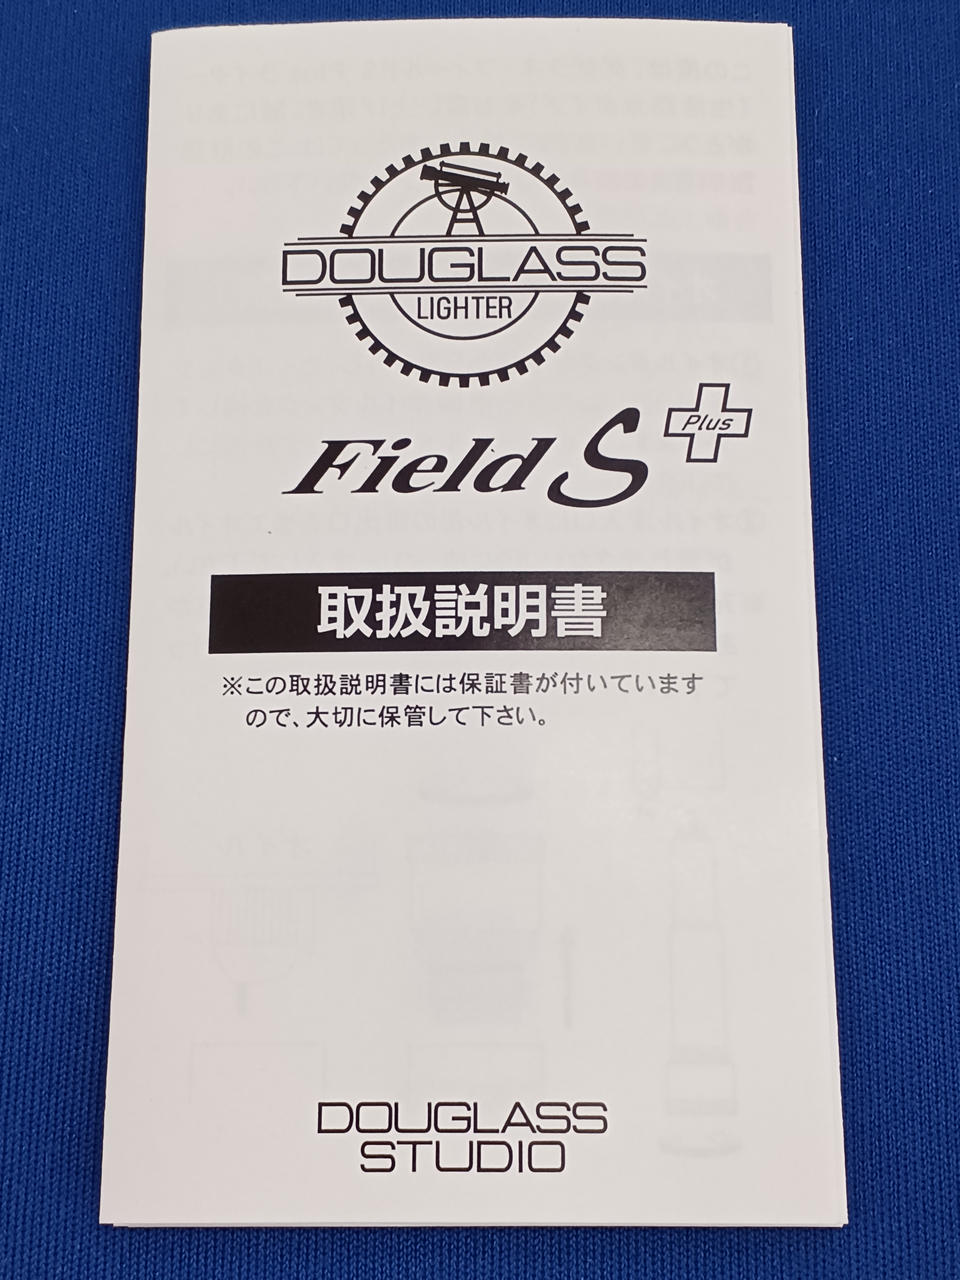 DOUGLASS
LIGHTER
Field S Plus
取扱説明書
※この取扱説明書には保証書が付いています
ので、大切に保管して下さい。
DOUGLASS
STUDIO